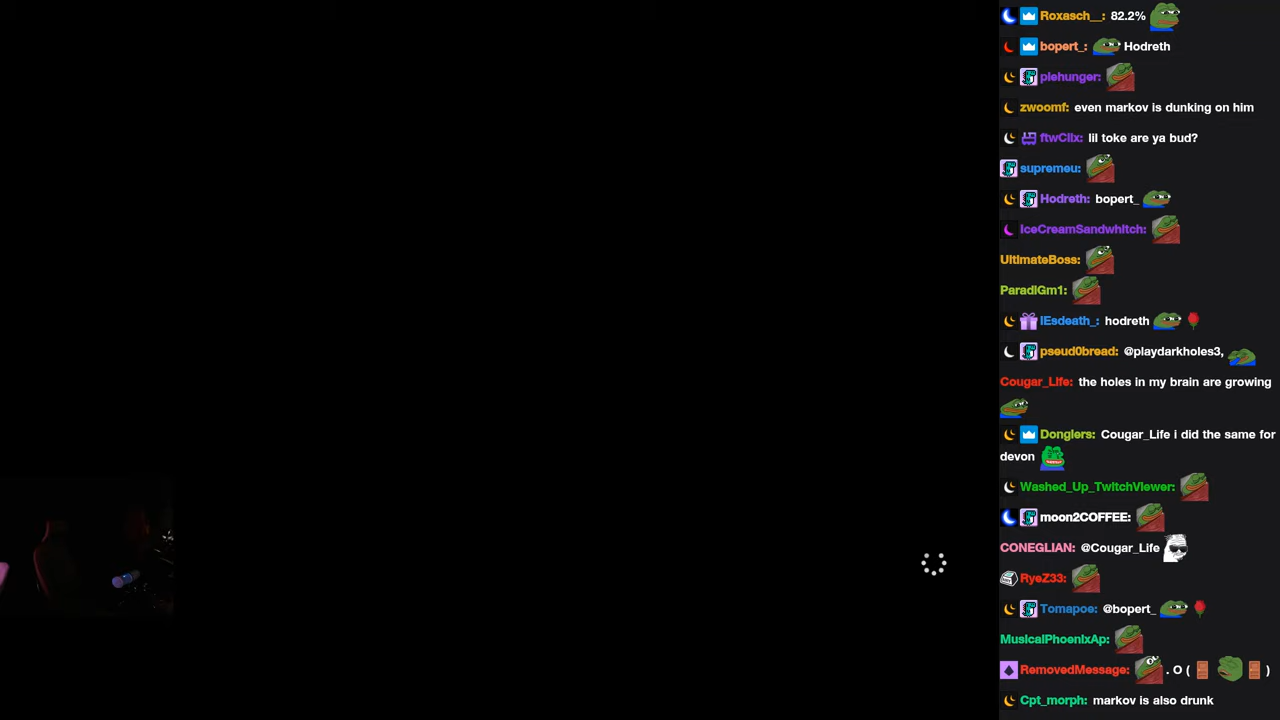 Roxasch__: 82.2%
bopert_: Hodreth
piehunger:
zwoomf: even markov is dunking on him
ftwClix: lil toke are ya bud?
supremeu:
Hodreth: bopert_
IceCreamSandwhitch:
UltimateBoss:
ParadIGm1:
IEsdeath_: hodreth
pseud0bread: @playdarkholes3,
Cougar_Life: the holes in my brain are growing
Donglers: Cougar_Life i did the same for
devon
Washed_Up_TwitchViewer:
moon2COFFEE:
CONEGLIAN: @Cougar_Life
RyeZ33:
Tomapoe: @bopert_
MusicalPhoenixAp:
RemovedMessage: . O ( )
Cpt_morph: markov is also drunk